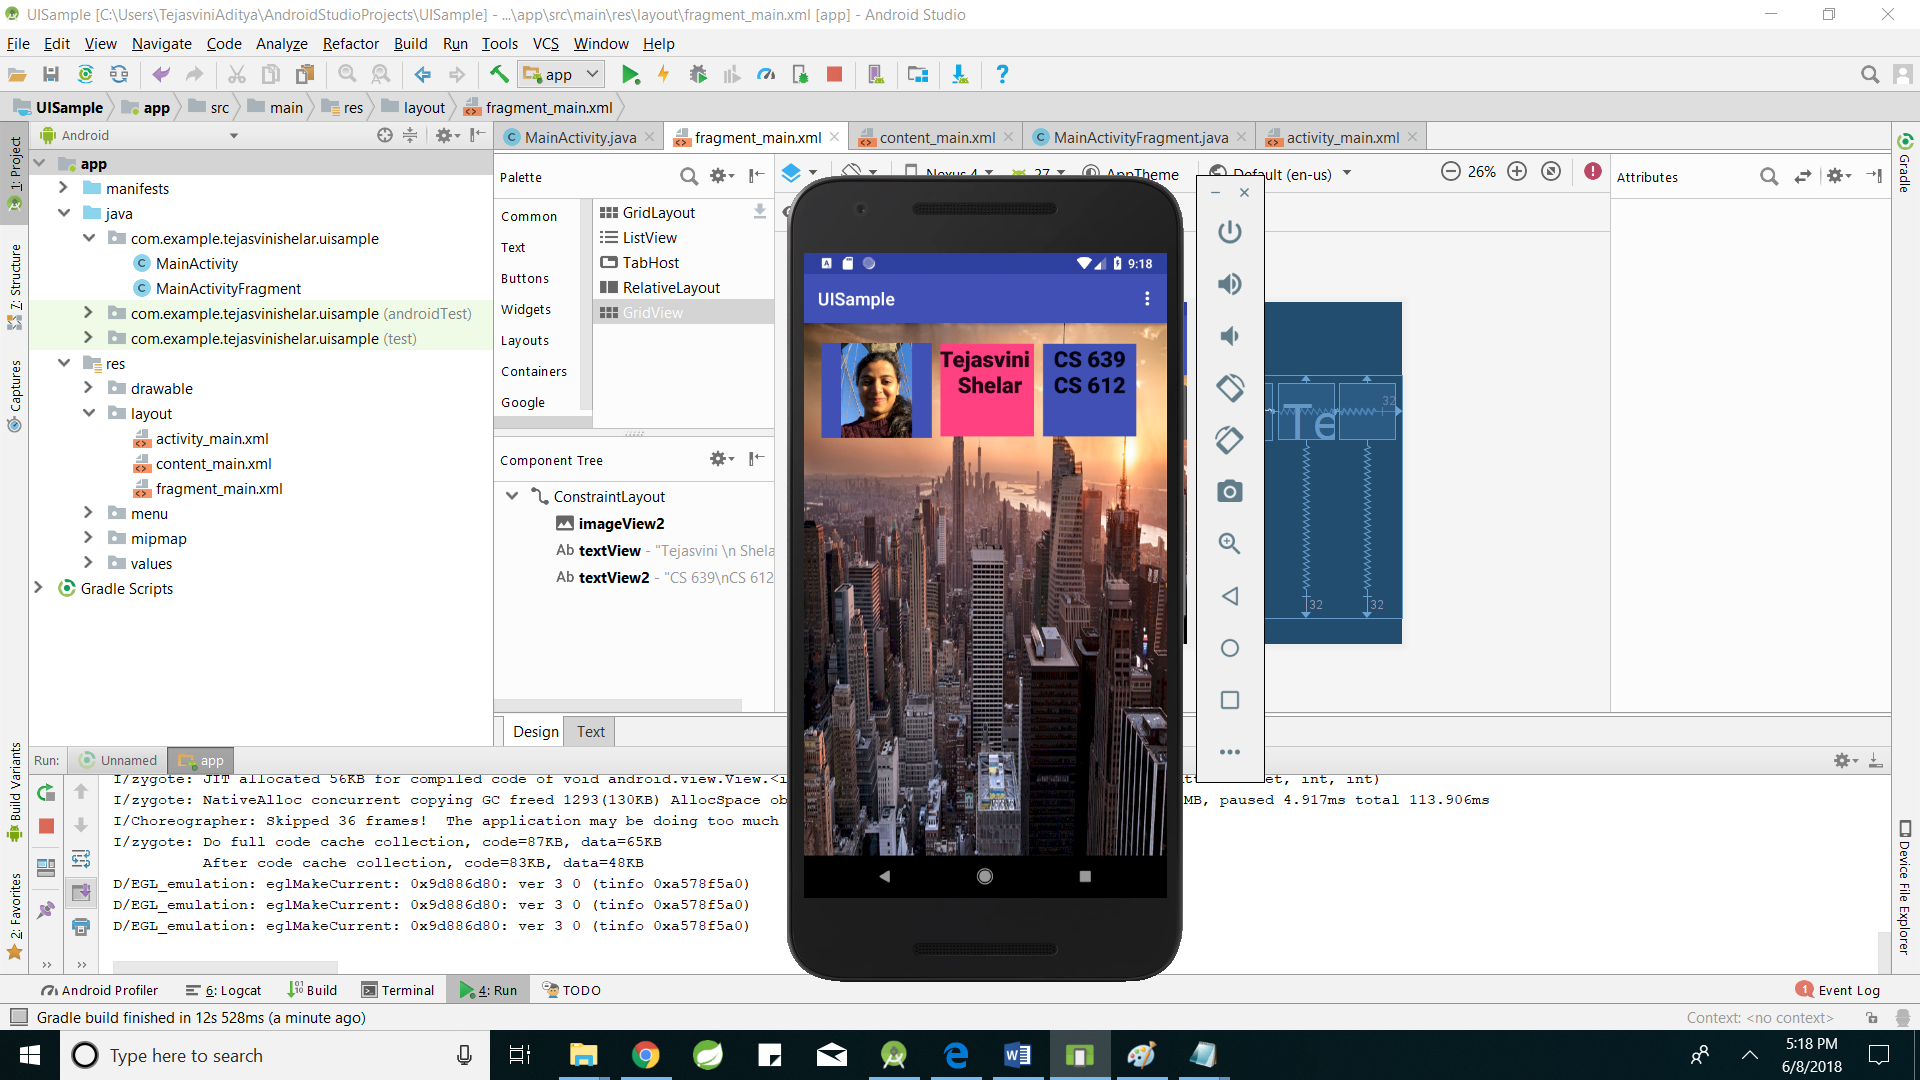 UISample [C:\Users\TejasviniAditya\AndroidStudioProjects\UISample] - ...\app\src\main\res\layout\fragment_main.xml [app] - Android Studio
File Edit View Navigate Code Analyze Refactor Build Run Tools VCS Window Help
app
UISample app src main res layout fragment_main.xml
Android
MainActivity.java fragment_main.xml content_main.xml MainActivityFragment.java activity_main.xml
1: Project
7: Structure
Captures
Build Variants
2: Favorites
app
manifests
java
com.example.tejasvinishelar.uisample
MainActivity
MainActivityFragment
com.example.tejasvinishelar.uisample (androidTest)
com.example.tejasvinishelar.uisample (test)
res
drawable
layout
activity_main.xml
content_main.xml
fragment_main.xml
menu
mipmap
values
Gradle Scripts
Palette
Common
Text
Buttons
Widgets
Layouts
Containers
Google
GridLayout
ListView
TabHost
RelativeLayout
GridView
Component Tree
ConstraintLayout
imageView2
Ab textView - "Tejasvini \n Shela
Ab textView2 - "CS 639\nCS 612
Design Text
Nexus 4 27 AppTheme Default (en-us) 26%
Attributes
Gradle
Device File Explorer
9:18
UISample
Tejasvini
Shelar
CS 639
CS 612
Te
32
32
32
Run: Unnamed app
I/zygote: JIT allocated 56KB for compiled code of void android.view.View.<i et, int, int)
I/zygote: NativeAlloc concurrent copying GC freed 1293(130KB) AllocSpace ob MB, paused 4.917ms total 113.906ms
I/Choreographer: Skipped 36 frames! The application may be doing too much
I/zygote: Do full code cache collection, code=87KB, data=65KB
After code cache collection, code=83KB, data=48KB
D/EGL_emulation: eglMakeCurrent: 0x9d886d80: ver 3 0 (tinfo 0xa578f5a0)
D/EGL_emulation: eglMakeCurrent: 0x9d886d80: ver 3 0 (tinfo 0xa578f5a0)
D/EGL_emulation: eglMakeCurrent: 0x9d886d80: ver 3 0 (tinfo 0xa578f5a0)
Android Profiler 6: Logcat Build Terminal 4: Run TODO 1 Event Log
Gradle build finished in 12s 528ms (a minute ago) Context: <no context>
Type here to search
5:18 PM
6/8/2018